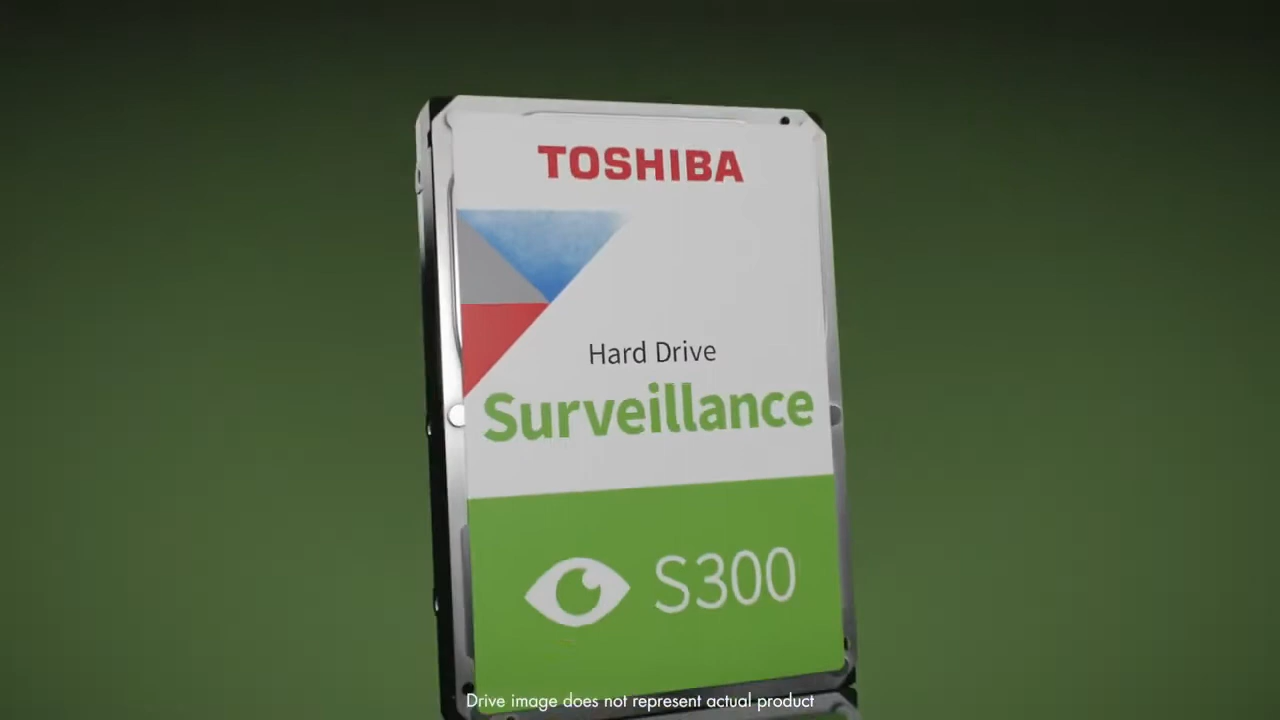 TOSHIBA
Hard Drive
Surveillance
S300
Drive image does not represent actual product